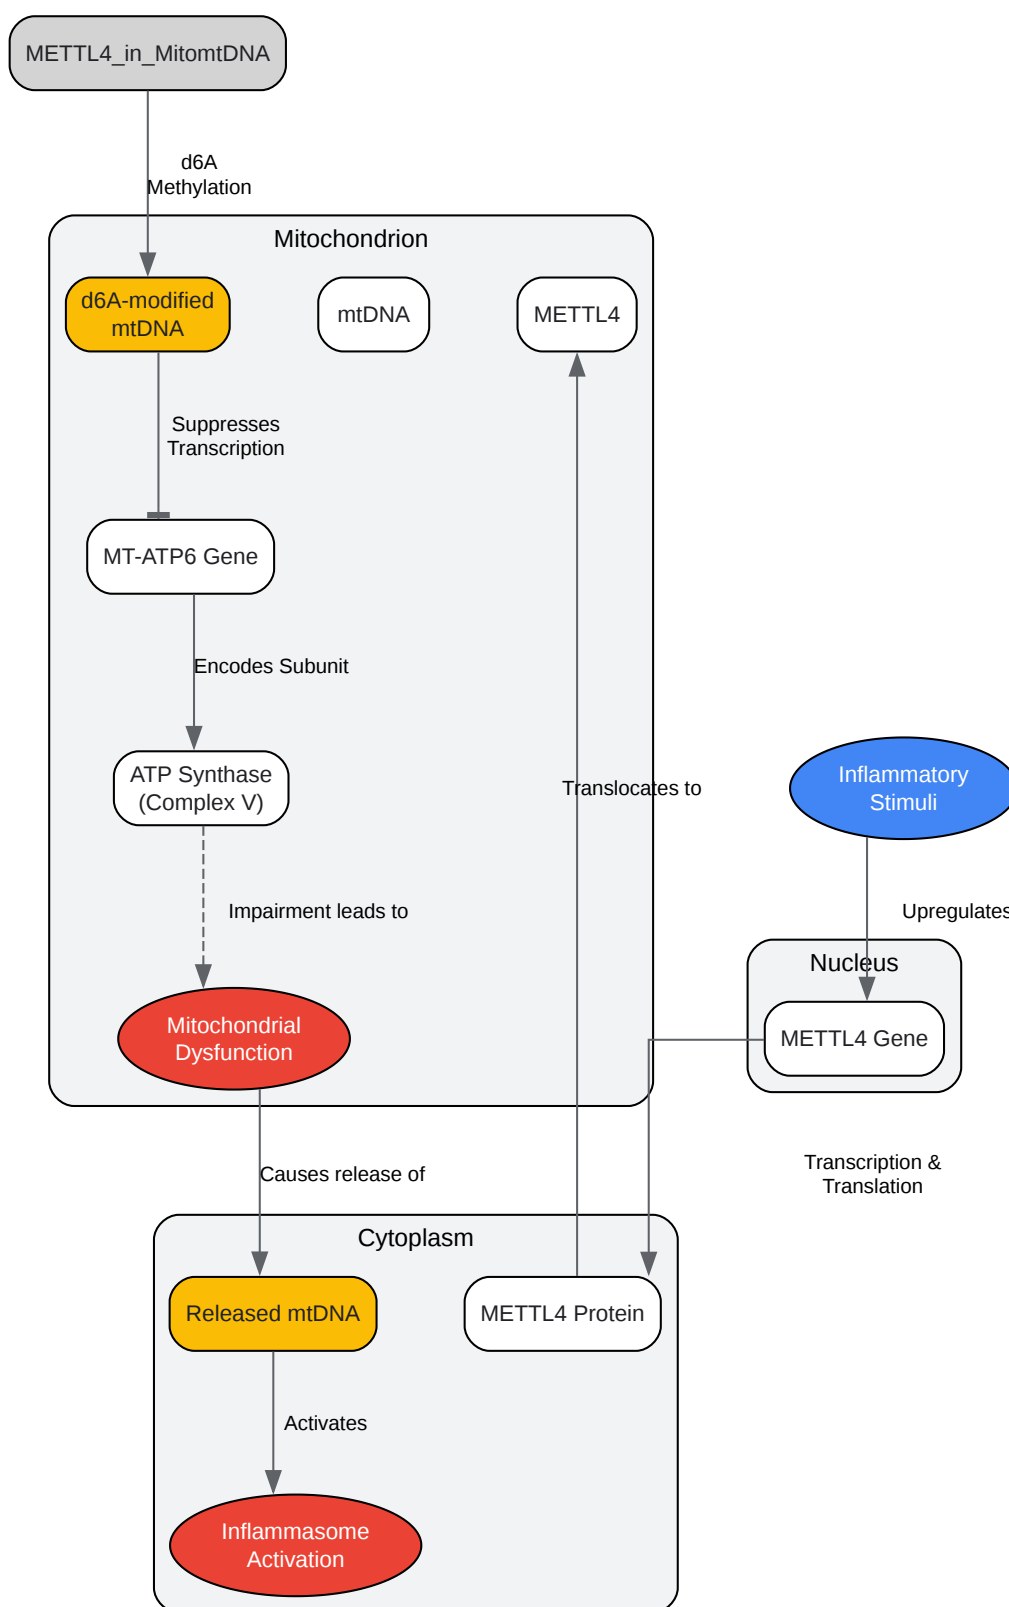 METTL4_in_MitomtDNA
d6A
Methylation
Mitochondrion
d6A-modified
mtDNA
mtDNA
METTL4
Suppresses
Transcription
MT-ATP6 Gene
Encodes Subunit
ATP Synthase
(Complex V)
Translocates to
Inflammatory
Stimuli
Impairment leads to
Upregulates
Nucleus
Mitochondrial
Dysfunction
METTL4 Gene
Causes release of
Transcription &
Translation
Cytoplasm
Released mtDNA
METTL4 Protein
Activates
Inflammasome
Activation